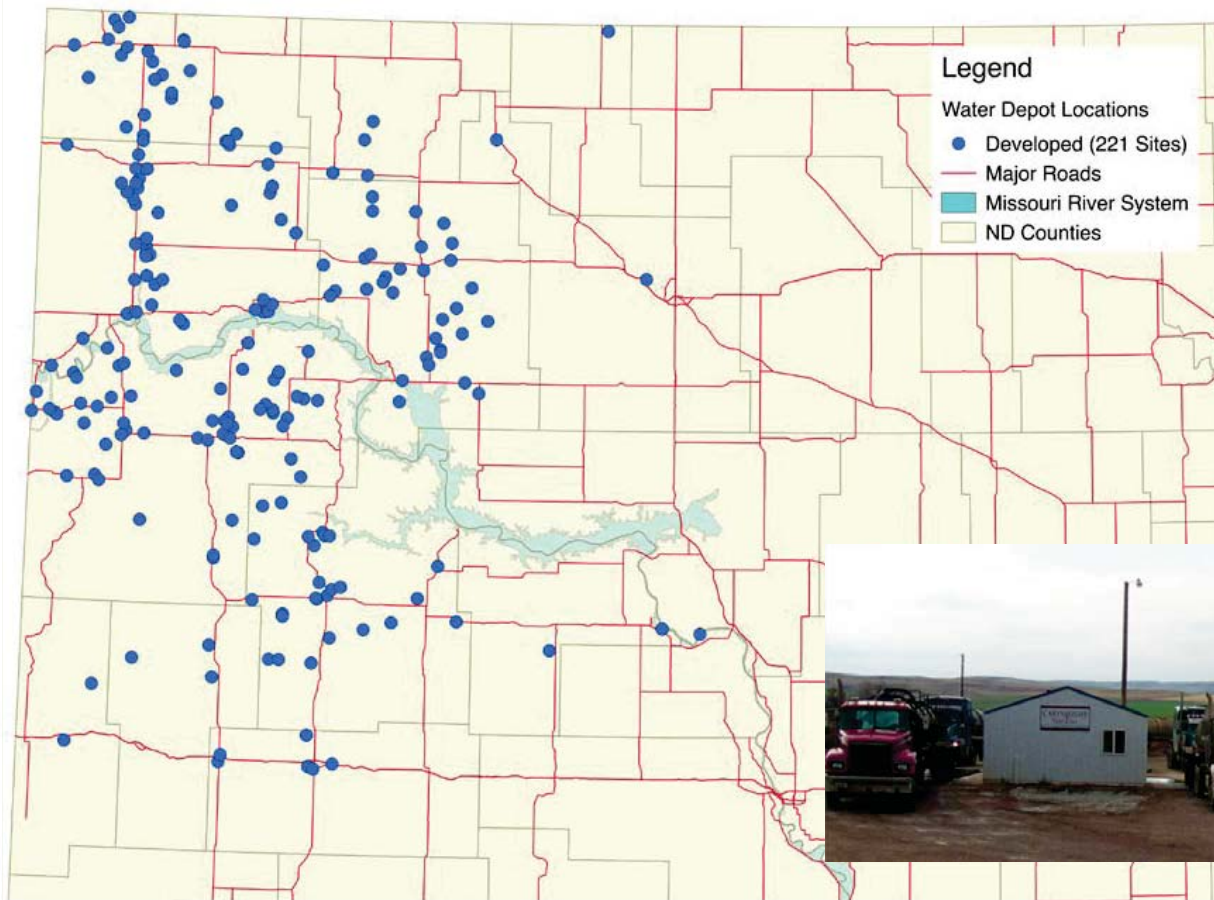 Legend
Water Depot Locations
Developed (221 Sites)
Major Roads
Missouri River System
ND Counties